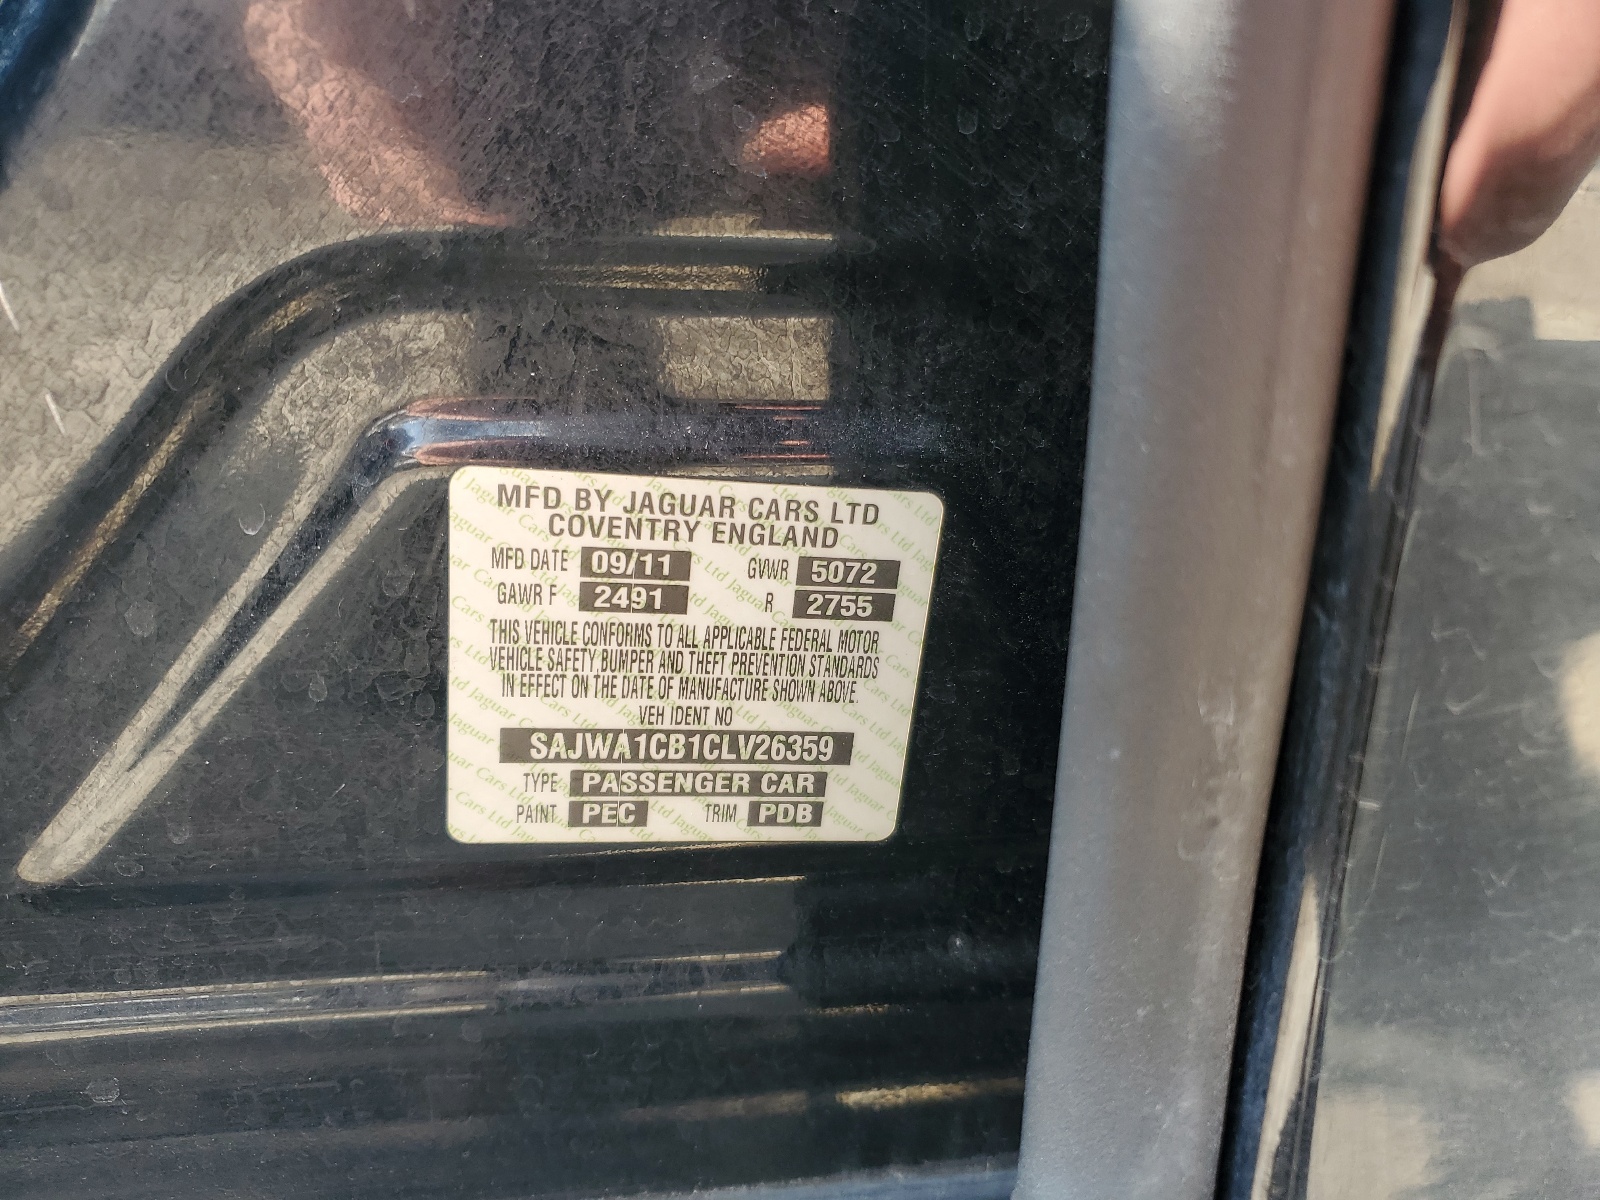 MFD BY JAGUAR CARS LTD
COVENTRY ENGLAND
MFD DATE 09/11 GVWR 5072
GAWR F 2491 R 2755
THIS VEHICLE CONFORMS TO ALL APPLICABLE FEDERAL MOTOR
VEHICLE SAFETY, BUMPER AND THEFT PREVENTION STANDARDS
IN EFFECT ON THE DATE OF MANUFACTURE SHOWN ABOVE.
VEH IDENT NO
SAJWA1CB1CLV26359
TYPE PASSENGER CAR
PAINT PEC TRIM PDB